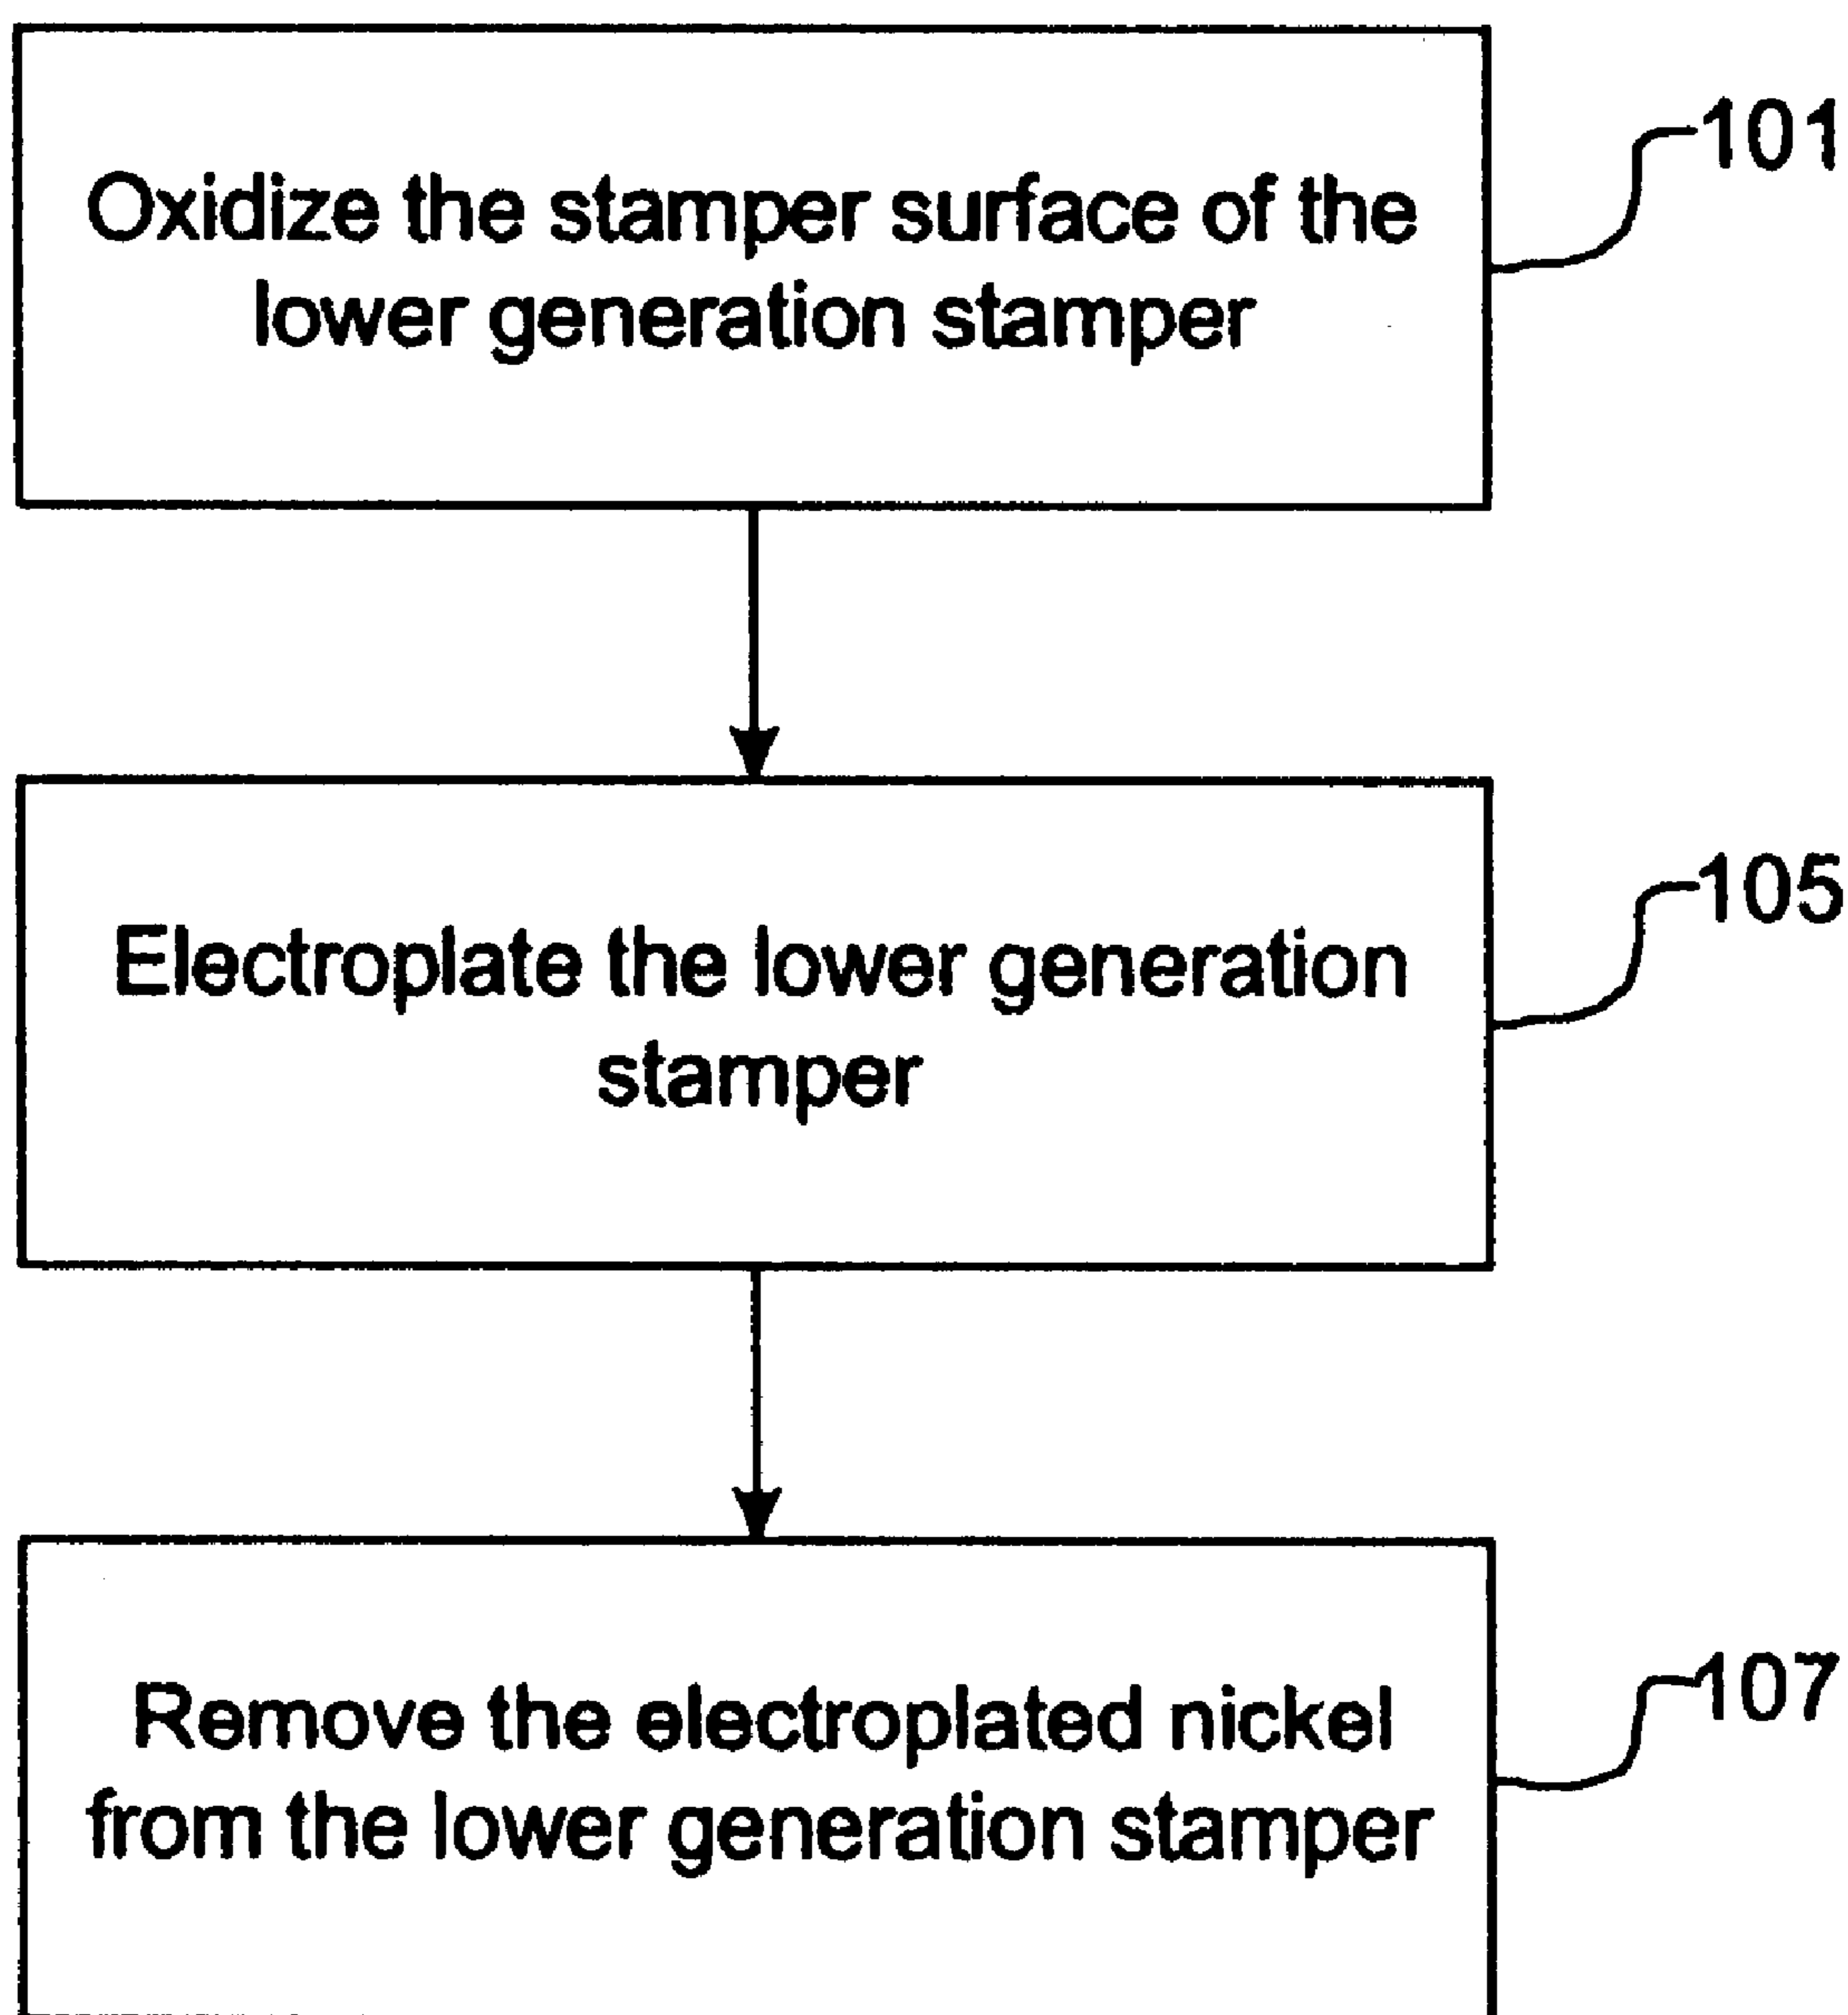 Oxidize the stamper surface of the
lower generation stamper
101
Electroplate the lower generation
stamper
105
Remove the electroplated nickel
from the lower generation stamper
107